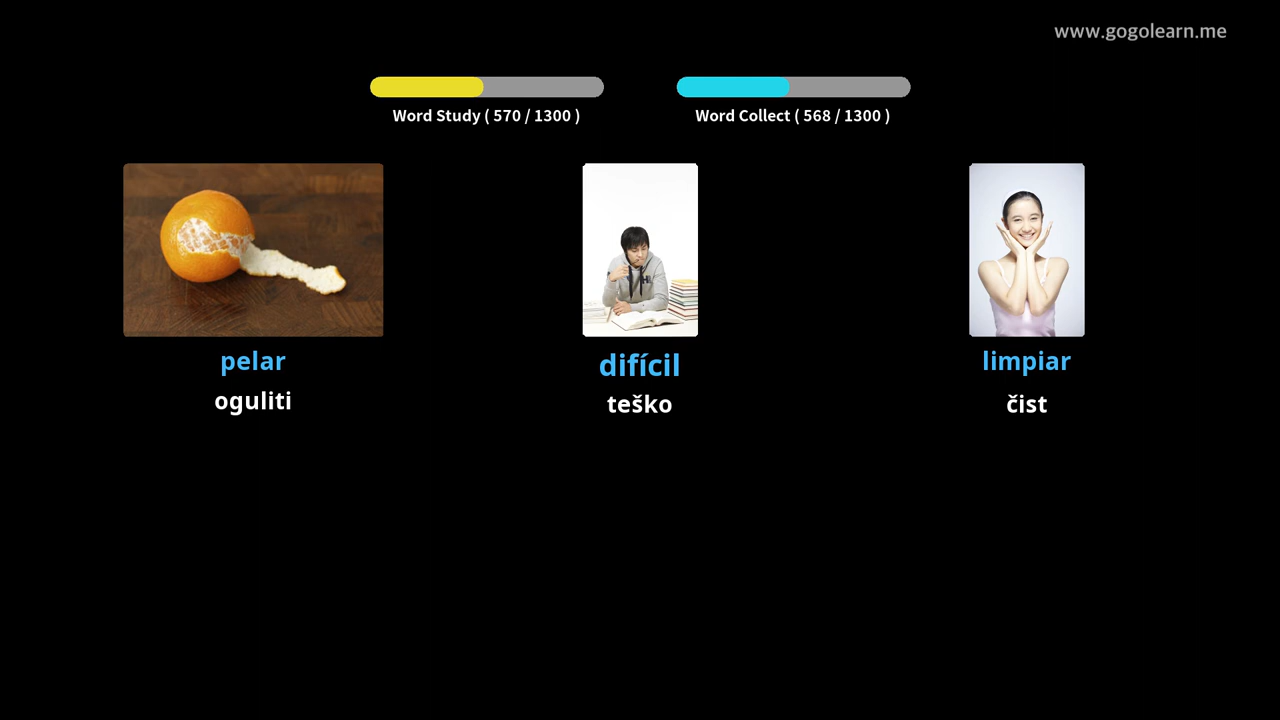 www.gogolearn.me
Word Study ( 570 / 1300 )
Word Collect ( 568 / 1300 )
pelar
difícil
limpiar
oguliti
teško
čist